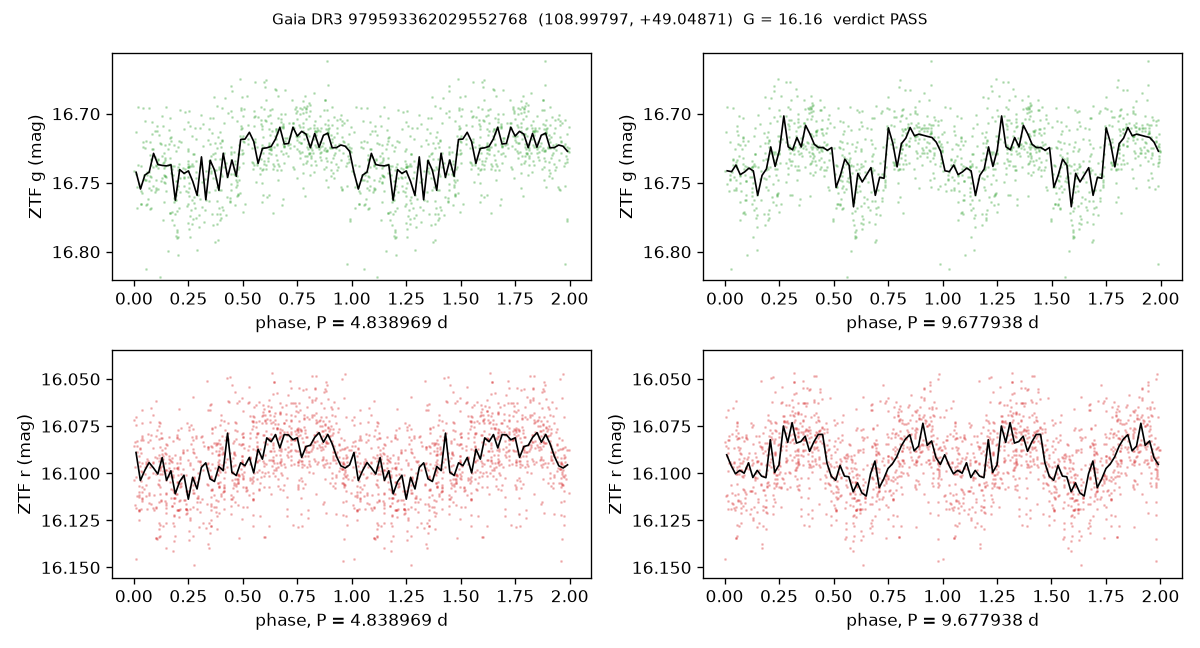 Gaia DR3 979593362029552768  (108.99797, +49.04871)  G = 16.16  verdict PASS
ZTF g (mag)
16.70
16.75
16.80
0.00 0.25 0.50 0.75 1.00 1.25 1.50 1.75 2.00
phase, P = 4.838969 d
ZTF g (mag)
16.70
16.75
16.80
0.00 0.25 0.50 0.75 1.00 1.25 1.50 1.75 2.00
phase, P = 9.677938 d
ZTF r (mag)
16.050
16.075
16.100
16.125
16.150
0.00 0.25 0.50 0.75 1.00 1.25 1.50 1.75 2.00
phase, P = 4.838969 d
ZTF r (mag)
16.050
16.075
16.100
16.125
16.150
0.00 0.25 0.50 0.75 1.00 1.25 1.50 1.75 2.00
phase, P = 9.677938 d